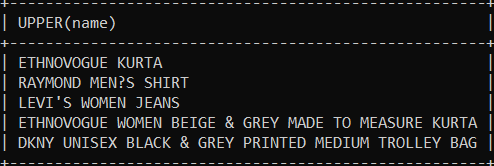 UPPER(name)
ETHNOVOGUE KURTA
RAYMOND MEN?S SHIRT
LEVI'S WOMEN JEANS
ETHNOVOGUE WOMEN BEIGE & GREY MADE TO MEASURE KURTA
DKNY UNISEX BLACK & GREY PRINTED MEDIUM TROLLEY BAG